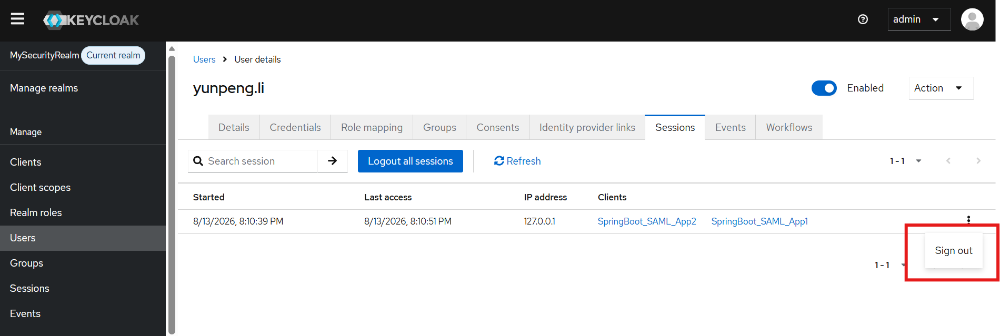 KEYCLOAK
admin
MySecurityRealm Current realm
Manage realms
Manage
Clients
Client scopes
Realm roles
Users
Groups
Sessions
Events
Users > User details
yunpeng.li
Enabled
Action
Details Credentials Role mapping Groups Consents Identity provider links Sessions Events Workflows
Search session Logout all sessions Refresh 1 - 1
Started Last access IP address Clients
8/13/2026, 8:10:39 PM 8/13/2026, 8:10:51 PM 127.0.0.1 SpringBoot_SAML_App2 SpringBoot_SAML_App1
Sign out
1 - 1